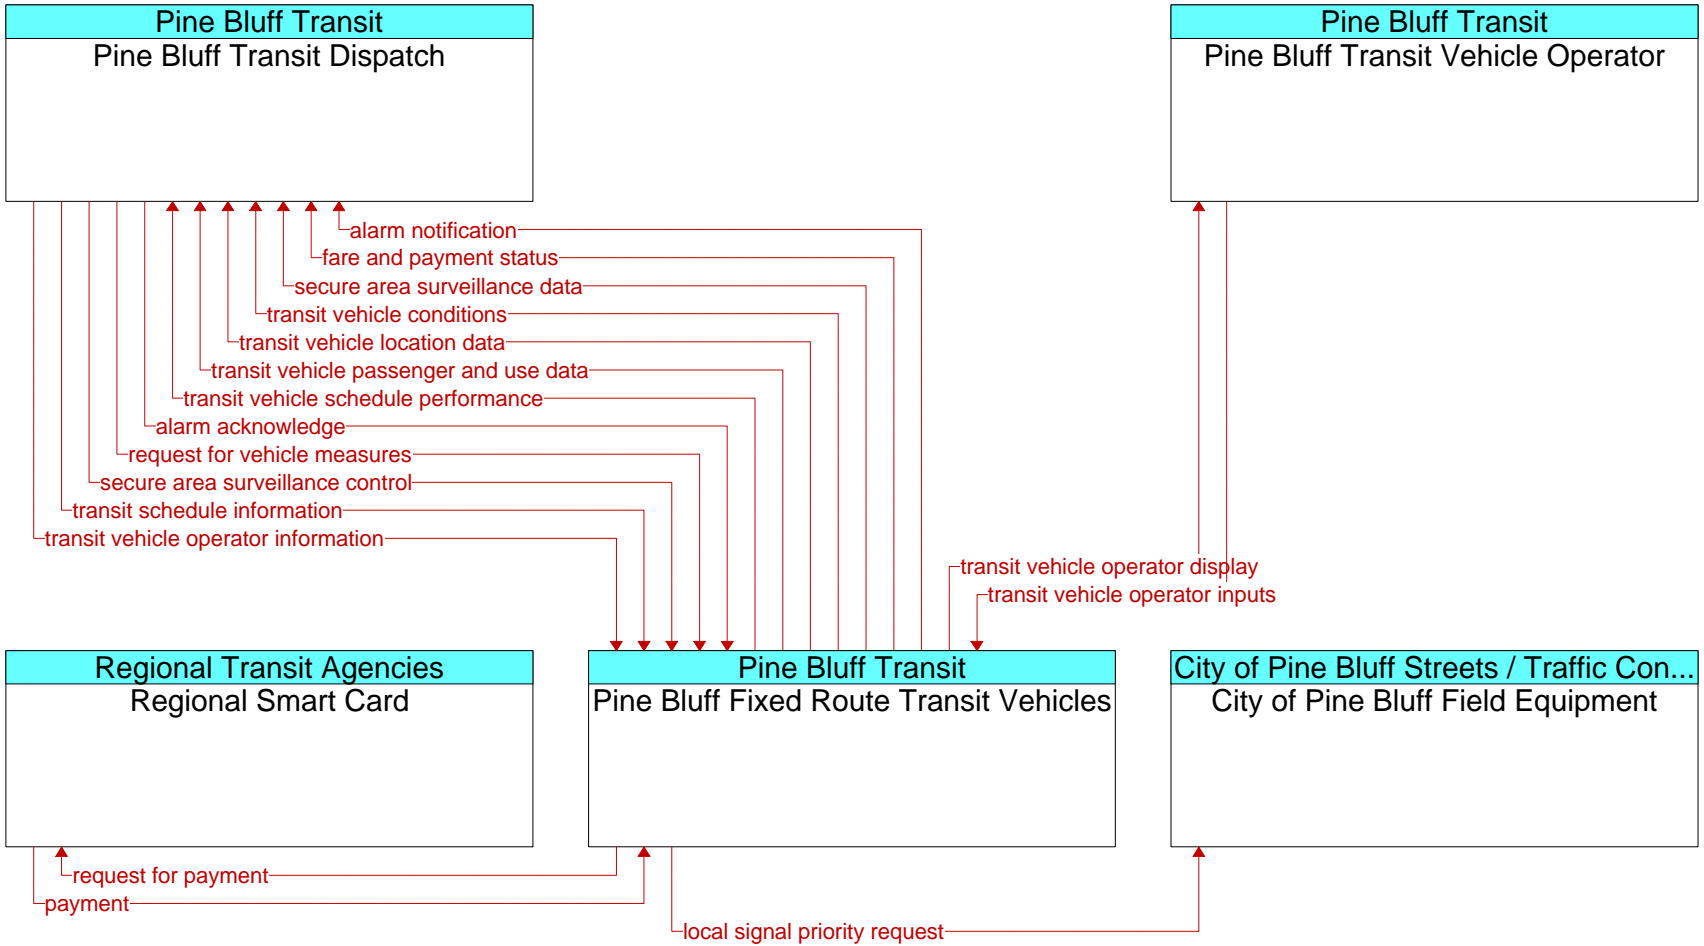 Pine Bluff Transit
Pine Bluff Transit Dispatch
Pine Bluff Transit
Pine Bluff Transit Vehicle Operator
alarm notification
fare and payment status
secure area surveillance data
transit vehicle conditions
transit vehicle location data
transit vehicle passenger and use data
transit vehicle schedule performance
alarm acknowledge
request for vehicle measures
secure area surveillance control
transit schedule information
transit vehicle operator information
transit vehicle operator display
transit vehicle operator inputs
Regional Transit Agencies
Regional Smart Card
Pine Bluff Transit
Pine Bluff Fixed Route Transit Vehicles
City of Pine Bluff Streets / Traffic Con...
City of Pine Bluff Field Equipment
request for payment
payment
local signal priority request